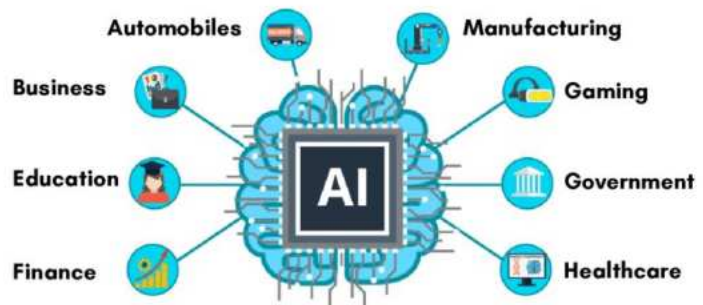 Automobiles
Manufacturing
Business
Gaming
Education
AI
Government
Finance
Healthcare